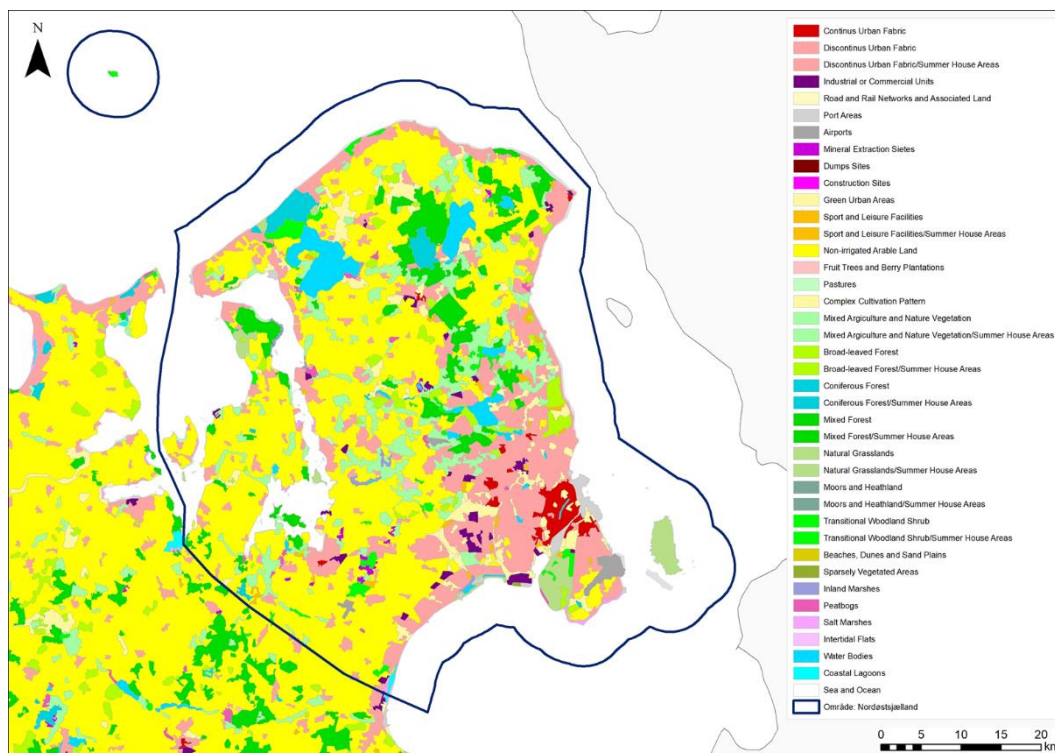 N
Continus Urban Fabric
Discontinus Urban Fabric
Discontinus Urban Fabric/Summer House Areas
Industrial or Commercial Units
Road and Rail Networks and Associated Land
Port Areas
Airports
Mineral Extraction Sietes
Dumps Sites
Construction Sites
Green Urban Areas
Sport and Leisure Facilities
Sport and Leisure Facilities/Summer House Areas
Non-irrigated Arable Land
Fruit Trees and Berry Plantations
Pastures
Complex Cultivation Pattern
Mixed Argiculture and Nature Vegetation
Mixed Argiculture and Nature Vegetation/Summer House Areas
Broad-leaved Forest
Broad-leaved Forest/Summer House Areas
Coniferous Forest
Coniferous Forest/Summer House Areas
Mixed Forest
Mixed Forest/Summer House Areas
Natural Grasslands
Natural Grasslands/Summer House Areas
Moors and Heathland
Moors and Heathland/Summer House Areas
Transitional Woodland Shrub
Transitional Woodland Shrub/Summer House Areas
Beaches, Dunes and Sand Plains
Sparsely Vegetated Areas
Inland Marshes
Peatbogs
Salt Marshes
Intertidal Flats
Water Bodies
Coastal Lagoons
Sea and Ocean
Område: Nordøstsjælland
0 5 10 15 20